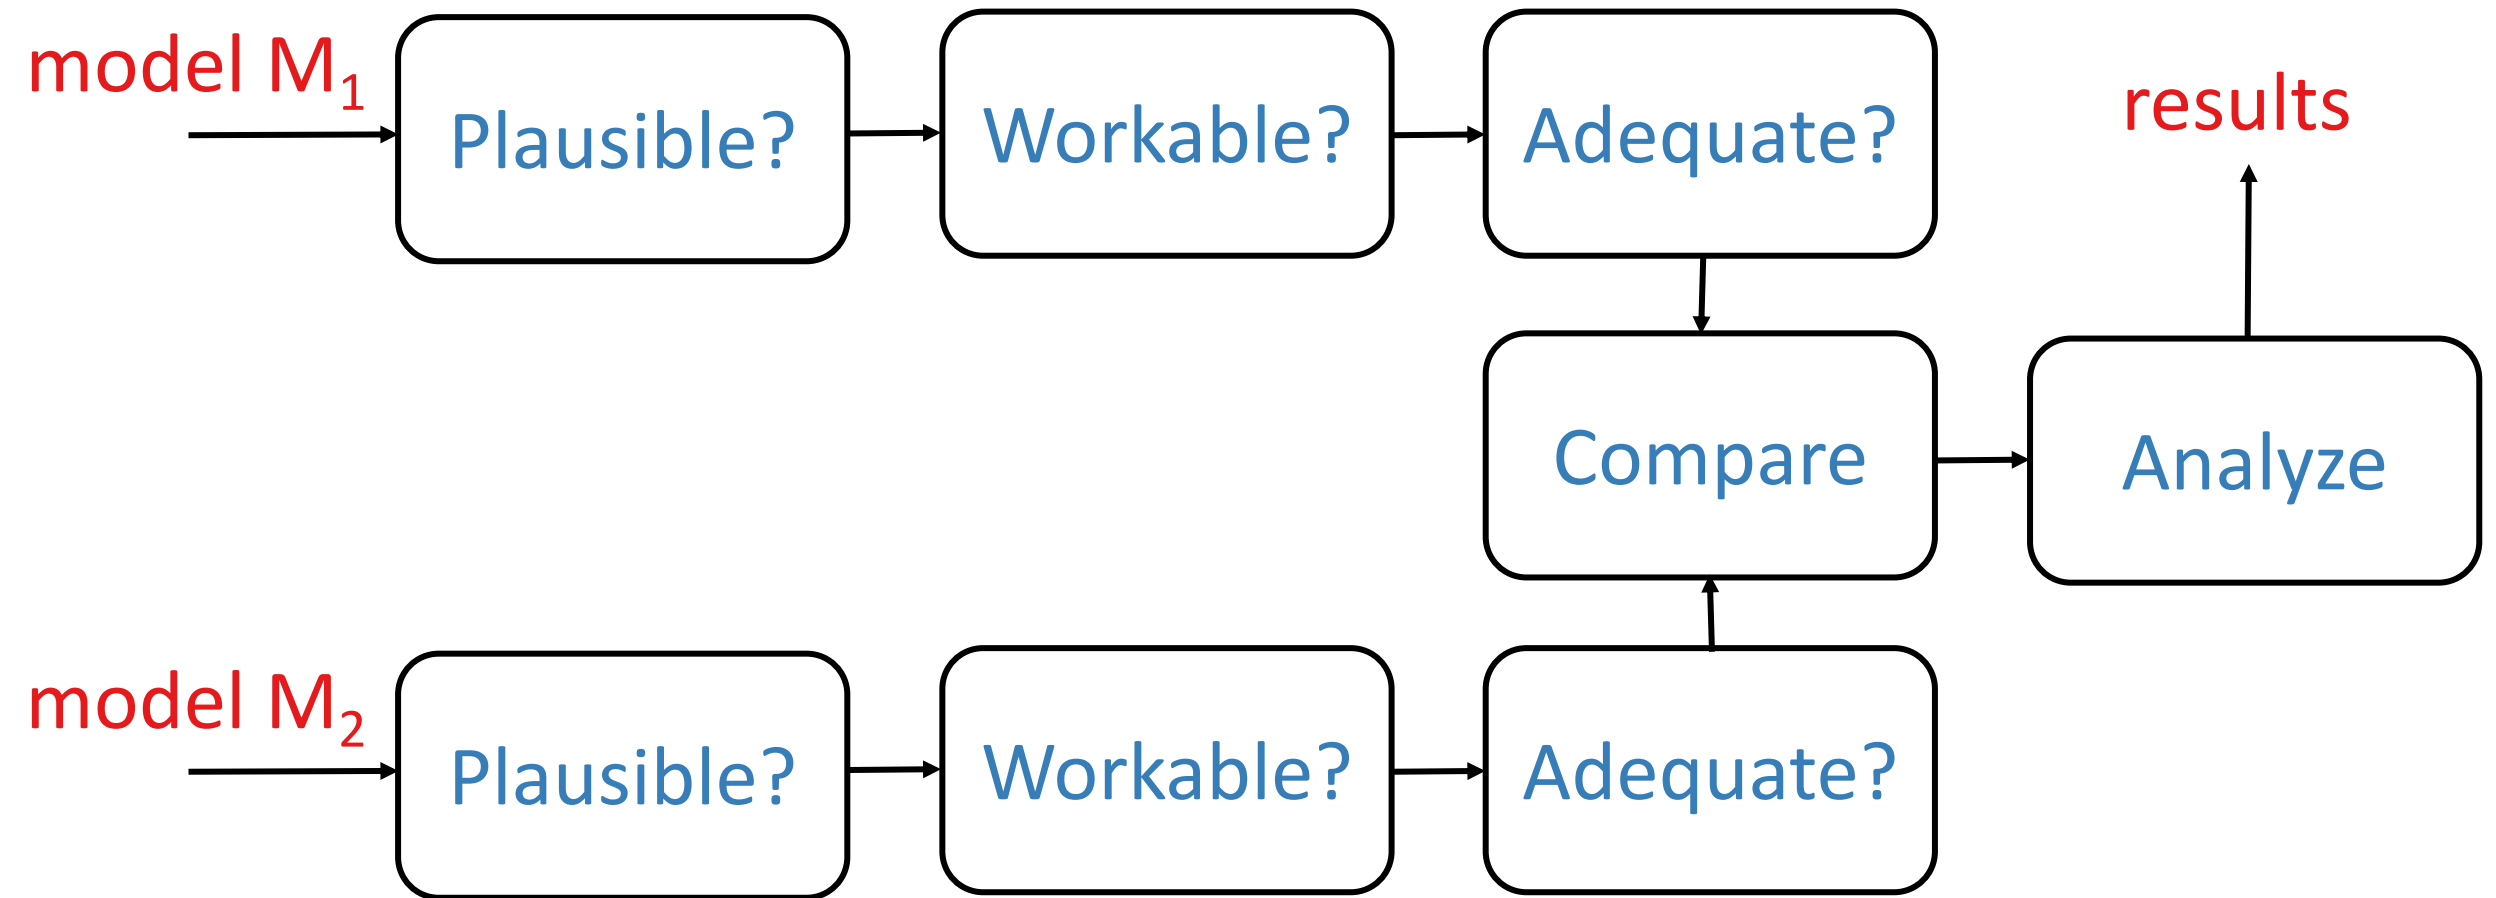 model M₁
Plausible?
Workable?
Adequate?
results
Compare
Analyze
model M₂
Plausible?
Workable?
Adequate?